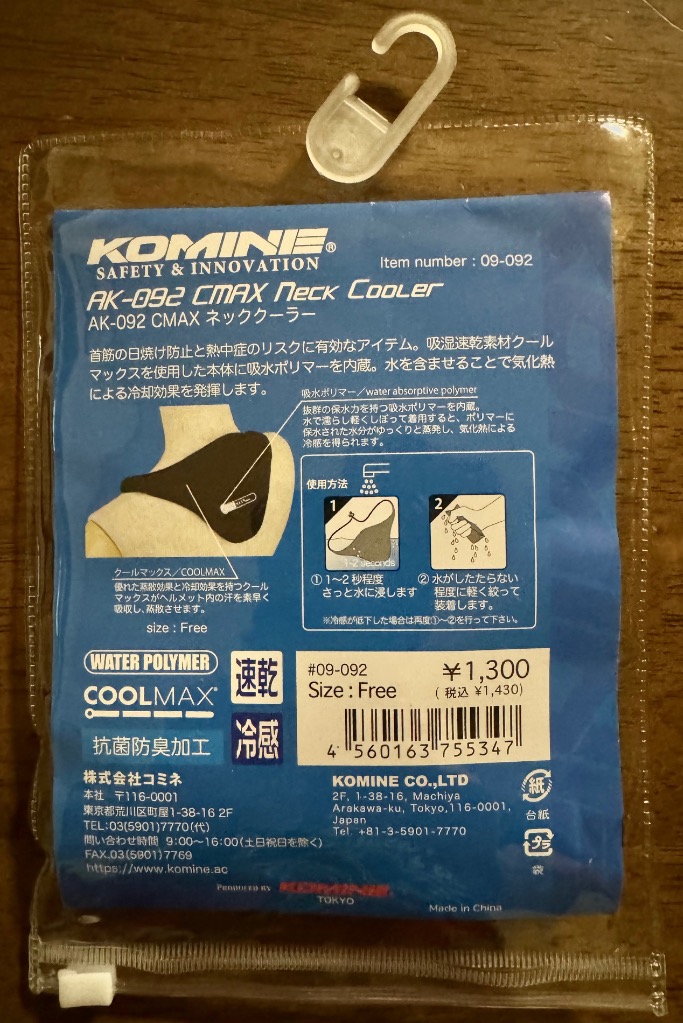 KOMINE®
SAFETY & INNOVATION
Item number : 09-092
AK-092 CMAX Neck Cooler
AK-092 CMAX ネッククーラー
首筋の日焼け防止と熱中症のリスクに有効なアイテム。吸湿速乾素材クール
マックスを使用した本体に吸水ポリマーを内蔵。水を含ませることで気化熱
による冷却効果を発揮します。
吸水ポリマー/water absorptive polymer
抜群の保水力を持つ吸水ポリマーを内蔵。
水で濡らし軽くしぼって着用すると、ポリマーに
保水された水分がゆっくりと蒸発し、気化熱による
冷感を得られます。
使用方法
1
1-2 seconds
2
①1~2秒程度
さっと水に浸します
②水がしたたらない
程度に軽く絞って
装着します。
※冷感が低下した場合は再度①~②を行って下さい。
クールマックス/COOLMAX
優れた蒸散効果と冷却効果を持つクール
マックスがヘルメット内の汗を素早く
吸収し、蒸散させます。
size : Free
WATER POLYMER
速乾
COOLMAX®
冷感
抗菌防臭加工
#09-092
¥1,300
Size : Free
(税込 ¥1,430)
4 560163 755347
株式会社コミネ
本社 〒116-0001
東京都荒川区町屋1-38-16 2F
TEL:03(5901)7770(代)
問い合わせ時間 9:00~16:00(土日祝日を除く)
FAX.03(5901)7769
https://www.komine.ac
KOMINE CO.,LTD
2F, 1-38-16, Machiya
Arakawa-ku, Tokyo,116-0001,
Japan
Tel. +81-3-5901-7770
紙
台紙
プラ
袋
PRODUCED BY KOMINE
TOKYO
Made in China